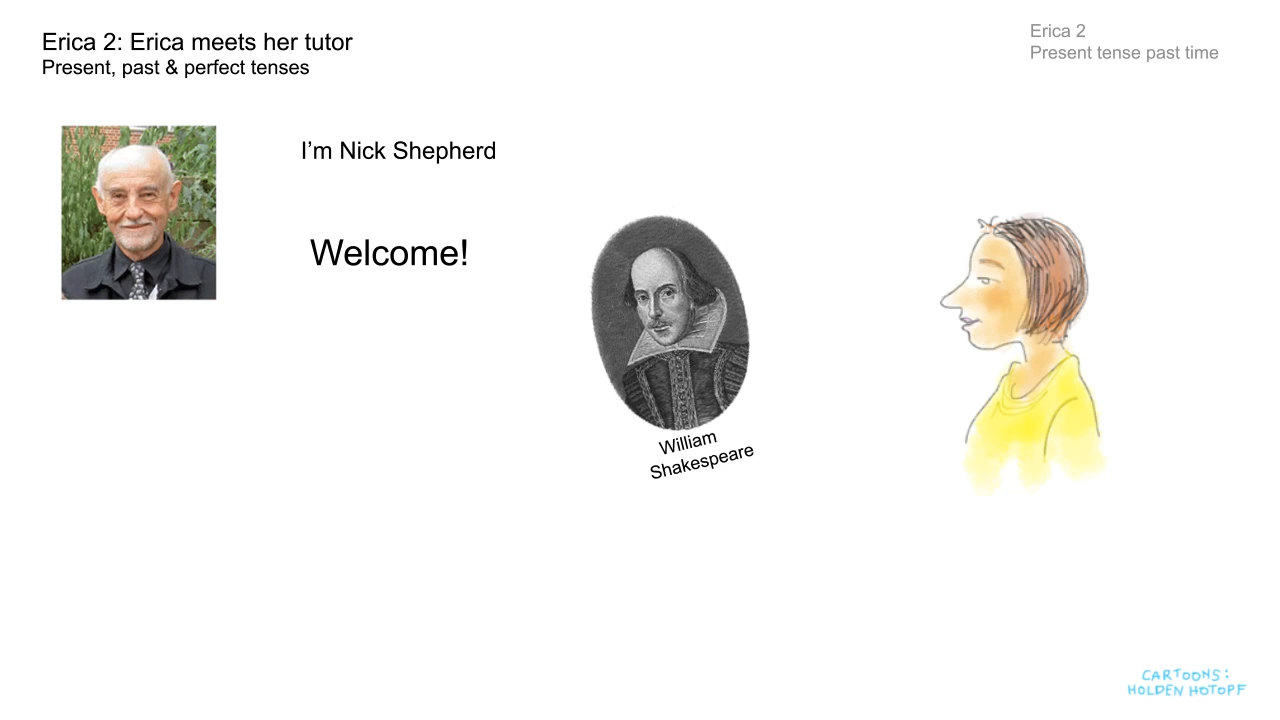 Erica 2: Erica meets her tutor
Present, past & perfect tenses
Erica 2
Present tense past time
I’m Nick Shepherd
Welcome!
William
Shakespeare
CARTOONS:
HOLDEN HOTOPF